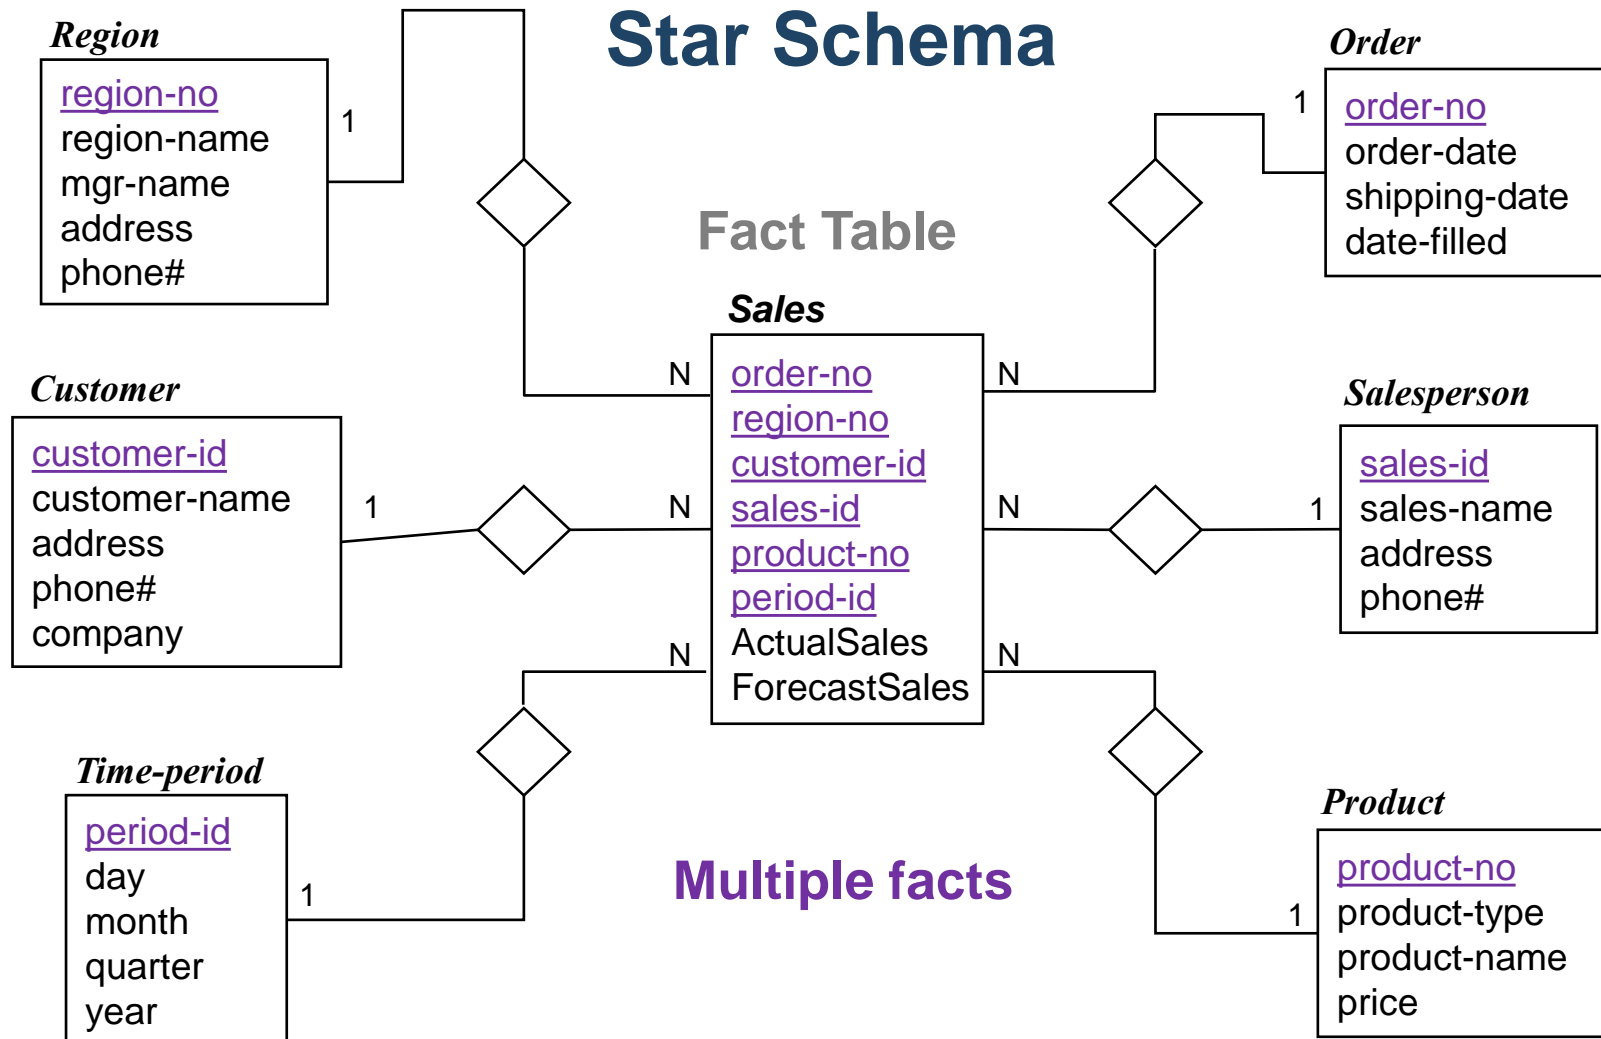 Star Schema
Region
region-no
region-name
mgr-name
address
phone#
1
Order
order-no
order-date
shipping-date
date-filled
1
Fact Table
Sales
order-no
region-no
customer-id
sales-id
product-no
period-id
ActualSales
ForecastSales
N
N
N
N
N
N
Customer
customer-id
customer-name
address
phone#
company
1
Salesperson
sales-id
sales-name
address
phone#
1
Time-period
period-id
day
month
quarter
year
1
Multiple facts
Product
product-no
product-type
product-name
price
1